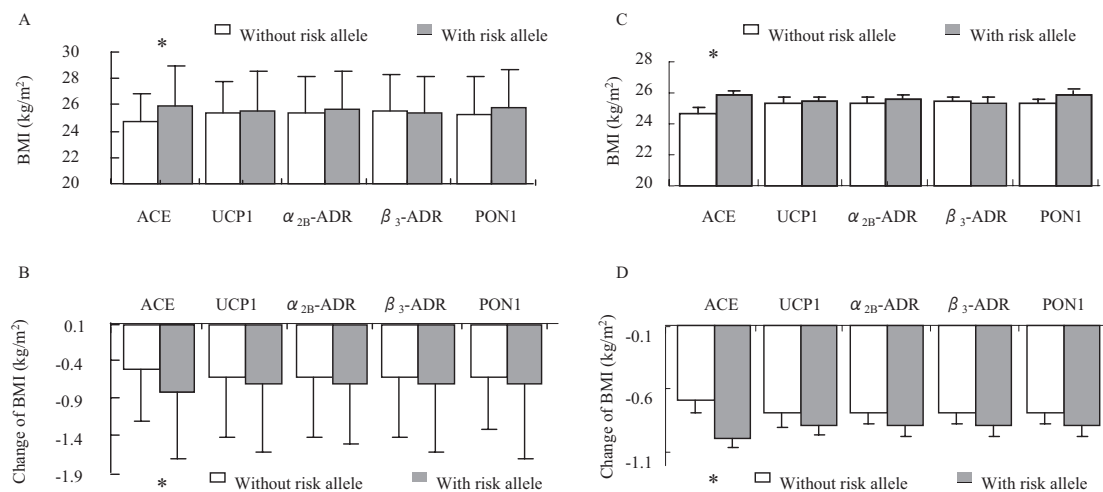 A
Without risk allele
With risk allele
*
BMI (kg/m²)
30
28
26
24
22
20
ACE
UCP1
α2B-ADR
β3-ADR
PON1
C
Without risk allele
With risk allele
*
BMI (kg/m²)
28
26
24
22
20
ACE
UCP1
α2B-ADR
β3-ADR
PON1
B
ACE
UCP1
α2B-ADR
β3-ADR
PON1
Change of BMI (kg/m²)
0.1
-0.4
-0.9
-1.4
-1.9
*
Without risk allele
With risk allele
D
ACE
UCP1
α2B-ADR
β3-ADR
PON1
Change of BMI (kg/m²)
-0.1
-0.6
-1.1
*
Without risk allele
With risk allele